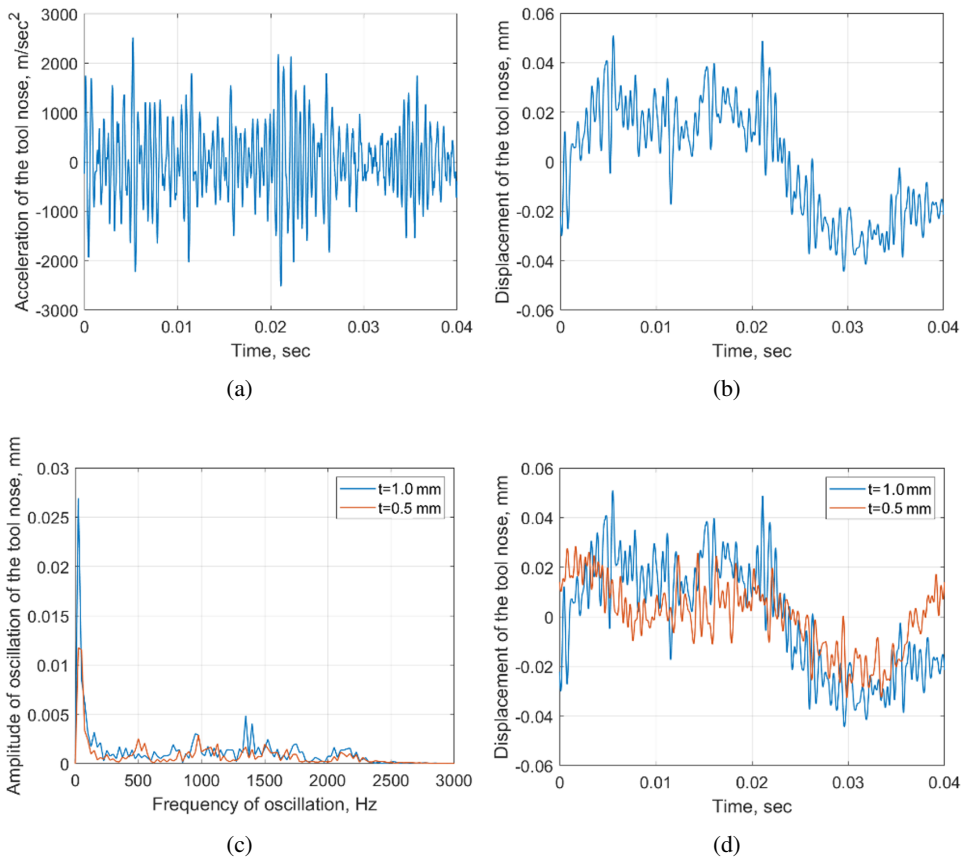 Acceleration of the tool nose, m/sec²
3000
2000
1000
0
-1000
-2000
-3000
0 0.01 0.02 0.03 0.04
Time, sec
(a)
Displacement of the tool nose, mm
0.06
0.04
0.02
0
-0.02
-0.04
-0.06
0 0.01 0.02 0.03 0.04
Time, sec
(b)
Amplitude of oscillation of the tool nose, mm
0.03
0.025
0.02
0.015
0.01
0.005
0
t=1.0 mm
t=0.5 mm
0 500 1000 1500 2000 2500 3000
Frequency of oscillation, Hz
(c)
Displacement of the tool nose, mm
0.06
0.04
0.02
0
-0.02
-0.04
-0.06
t=1.0 mm
t=0.5 mm
0 0.01 0.02 0.03 0.04
Time, sec
(d)